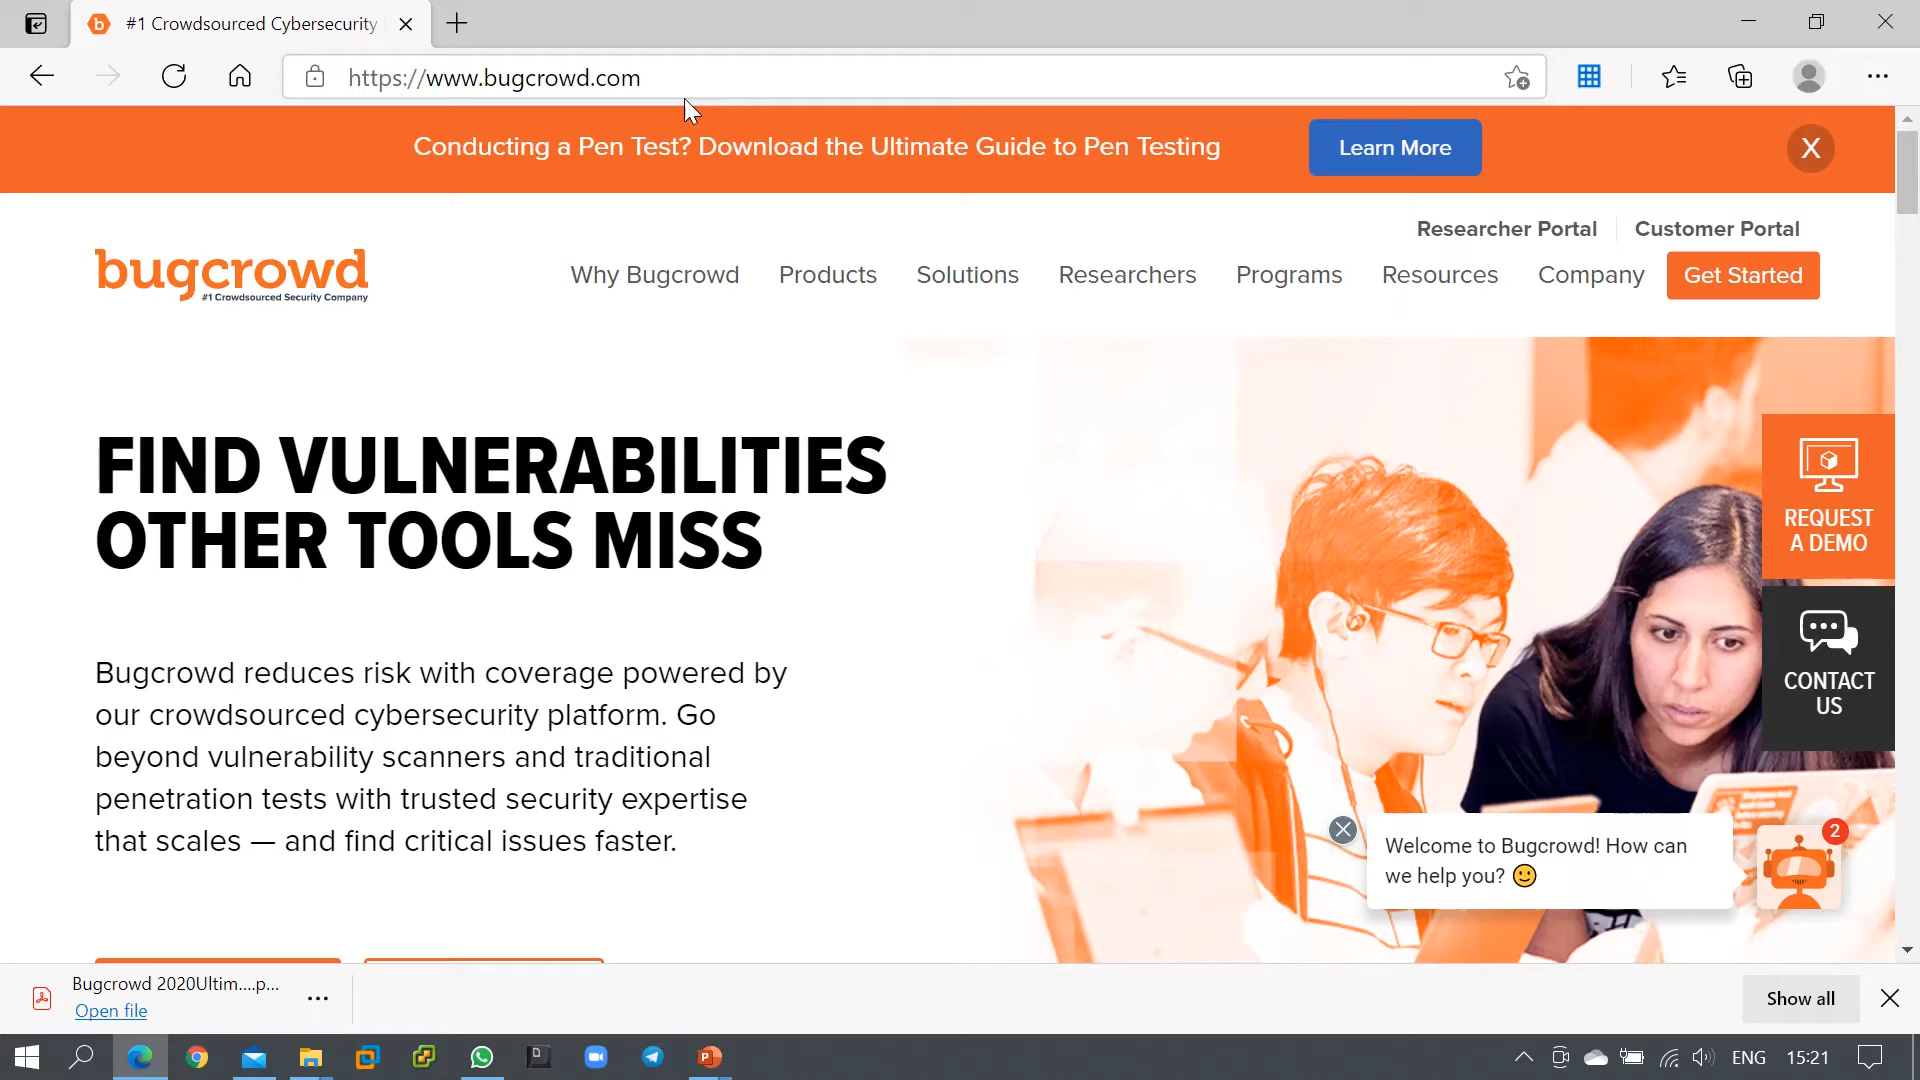 #1 Crowdsourced Cybersecurity
https://www.bugcrowd.com
Conducting a Pen Test? Download the Ultimate Guide to Pen Testing
Learn More
X
Researcher Portal
Customer Portal
bugcrowd
#1 Crowdsourced Security Company
Why Bugcrowd
Products
Solutions
Researchers
Programs
Resources
Company
Get Started
FIND VULNERABILITIES
OTHER TOOLS MISS
REQUEST
A DEMO
CONTACT
US
Bugcrowd reduces risk with coverage powered by
our crowdsourced cybersecurity platform. Go
beyond vulnerability scanners and traditional
penetration tests with trusted security expertise
that scales — and find critical issues faster.
Welcome to Bugcrowd! How can
we help you? 🙂
2
Bugcrowd 2020Ultim....p...
Open file
Show all
ENG
15:21